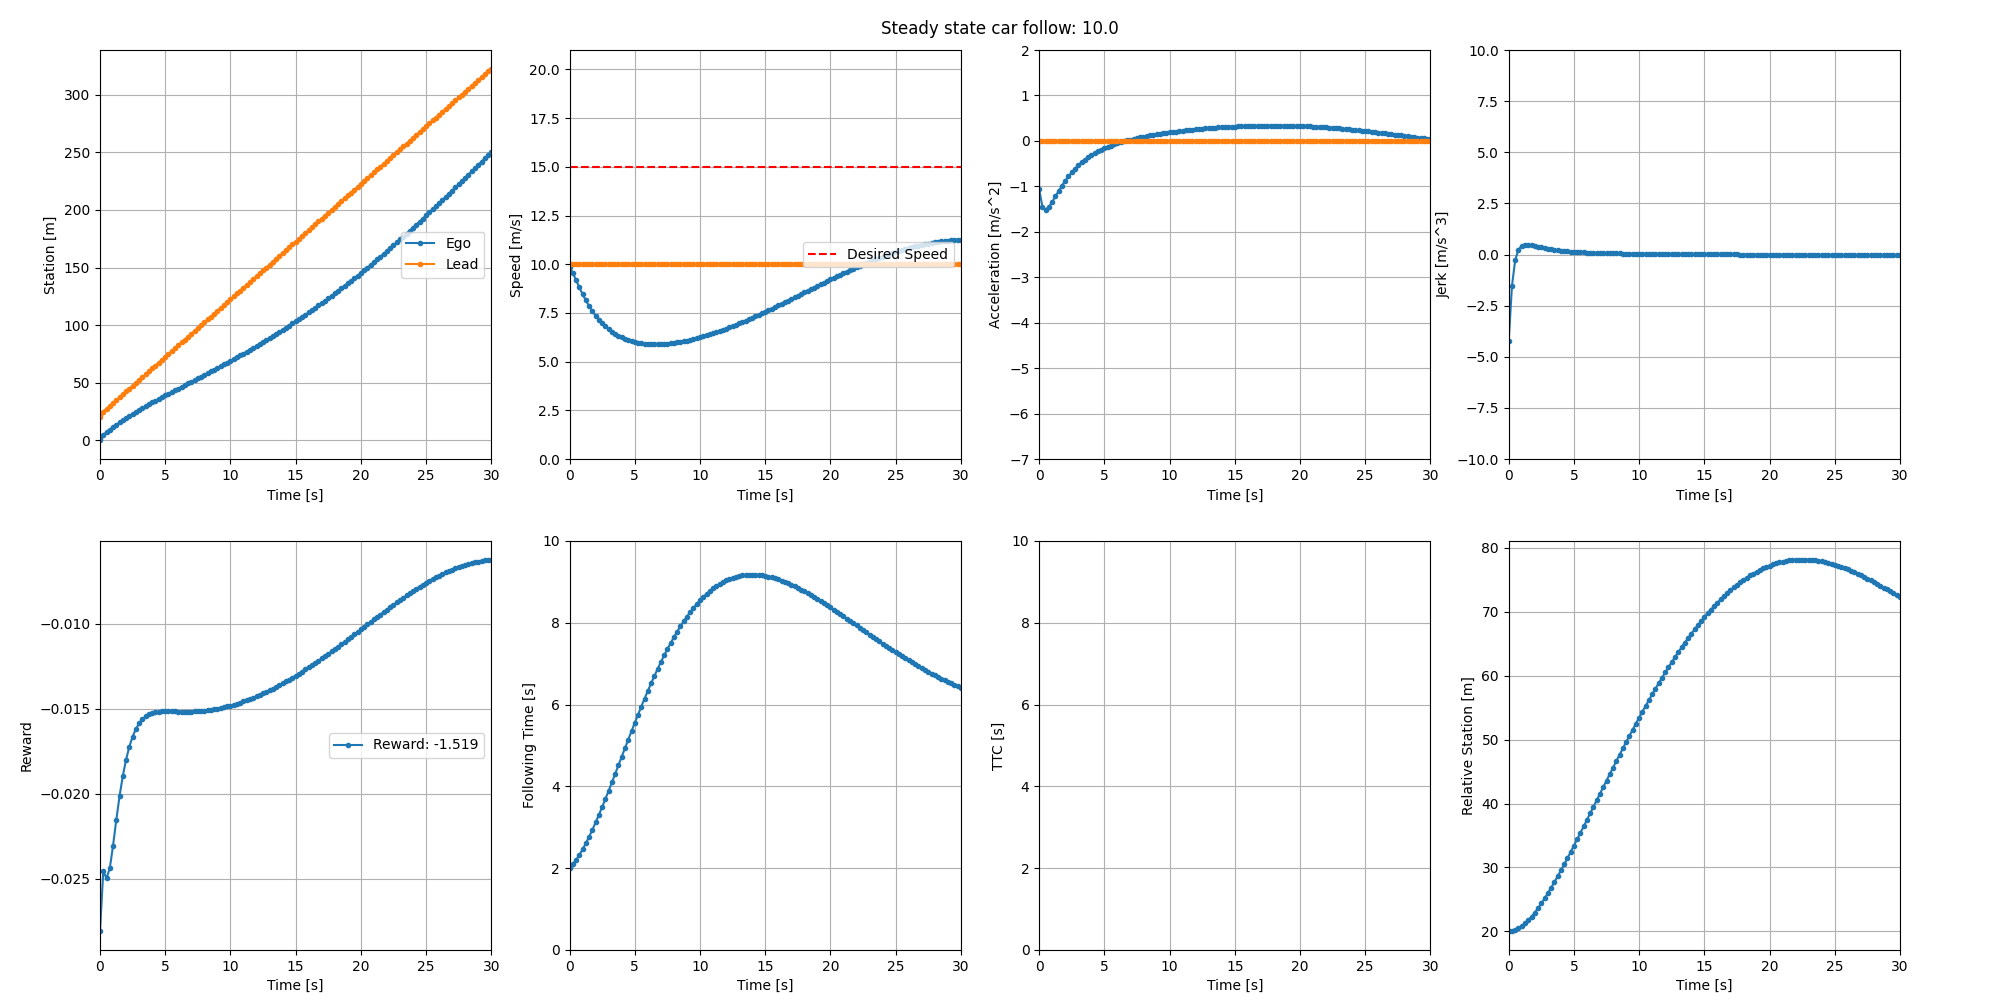 Steady state car follow: 10.0
Station [m]
300
250
200
150
100
50
0
Ego
Lead
0 5 10 15 20 25 30
Time [s]
Speed [m/s]
20.0
17.5
15.0
12.5
10.0
7.5
5.0
2.5
0.0
Desired Speed
0 5 10 15 20 25 30
Time [s]
Acceleration [m/s^2]
2
1
0
−1
−2
−3
−4
−5
−6
−7
0 5 10 15 20 25 30
Time [s]
Jerk [m/s^3]
10.0
7.5
5.0
2.5
0.0
−2.5
−5.0
−7.5
−10.0
0 5 10 15 20 25 30
Time [s]
Reward
−0.010
−0.015
−0.020
−0.025
Reward: -1.519
0 5 10 15 20 25 30
Time [s]
Following Time [s]
10
8
6
4
2
0
0 5 10 15 20 25 30
Time [s]
TTC [s]
10
8
6
4
2
0
0 5 10 15 20 25 30
Time [s]
Relative Station [m]
80
70
60
50
40
30
20
0 5 10 15 20 25 30
Time [s]